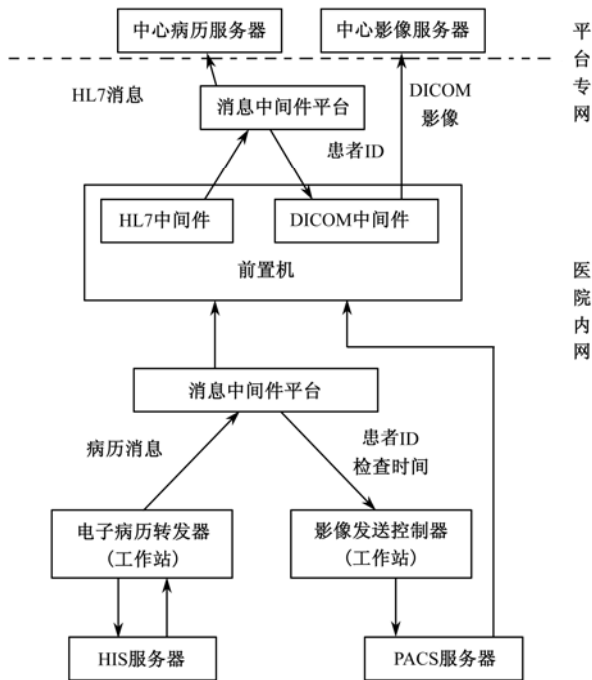 中心病历服务器
中心影像服务器
平台专网
HL7消息
消息中间件平台
DICOM
影像
患者ID
HL7中间件
DICOM中间件
前置机
医院内网
消息中间件平台
病历消息
患者ID
检查时间
电子病历转发器
(工作站)
影像发送控制器
(工作站)
HIS服务器
PACS服务器